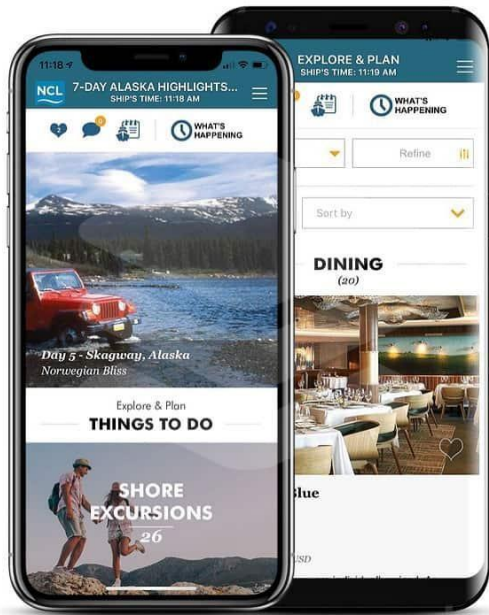 11:18
NCL
7-DAY ALASKA HIGHLIGHTS...
SHIP'S TIME: 11:18 AM
2
WHAT'S
HAPPENING
Day 5 - Skagway, Alaska
Norwegian Bliss
Explore & Plan
THINGS TO DO
SHORE
EXCURSIONS
26
EXPLORE & PLAN
SHIP'S TIME: 11:19 AM
WHAT'S
HAPPENING
Refine
Sort by
DINING
(20)
Blue
USD